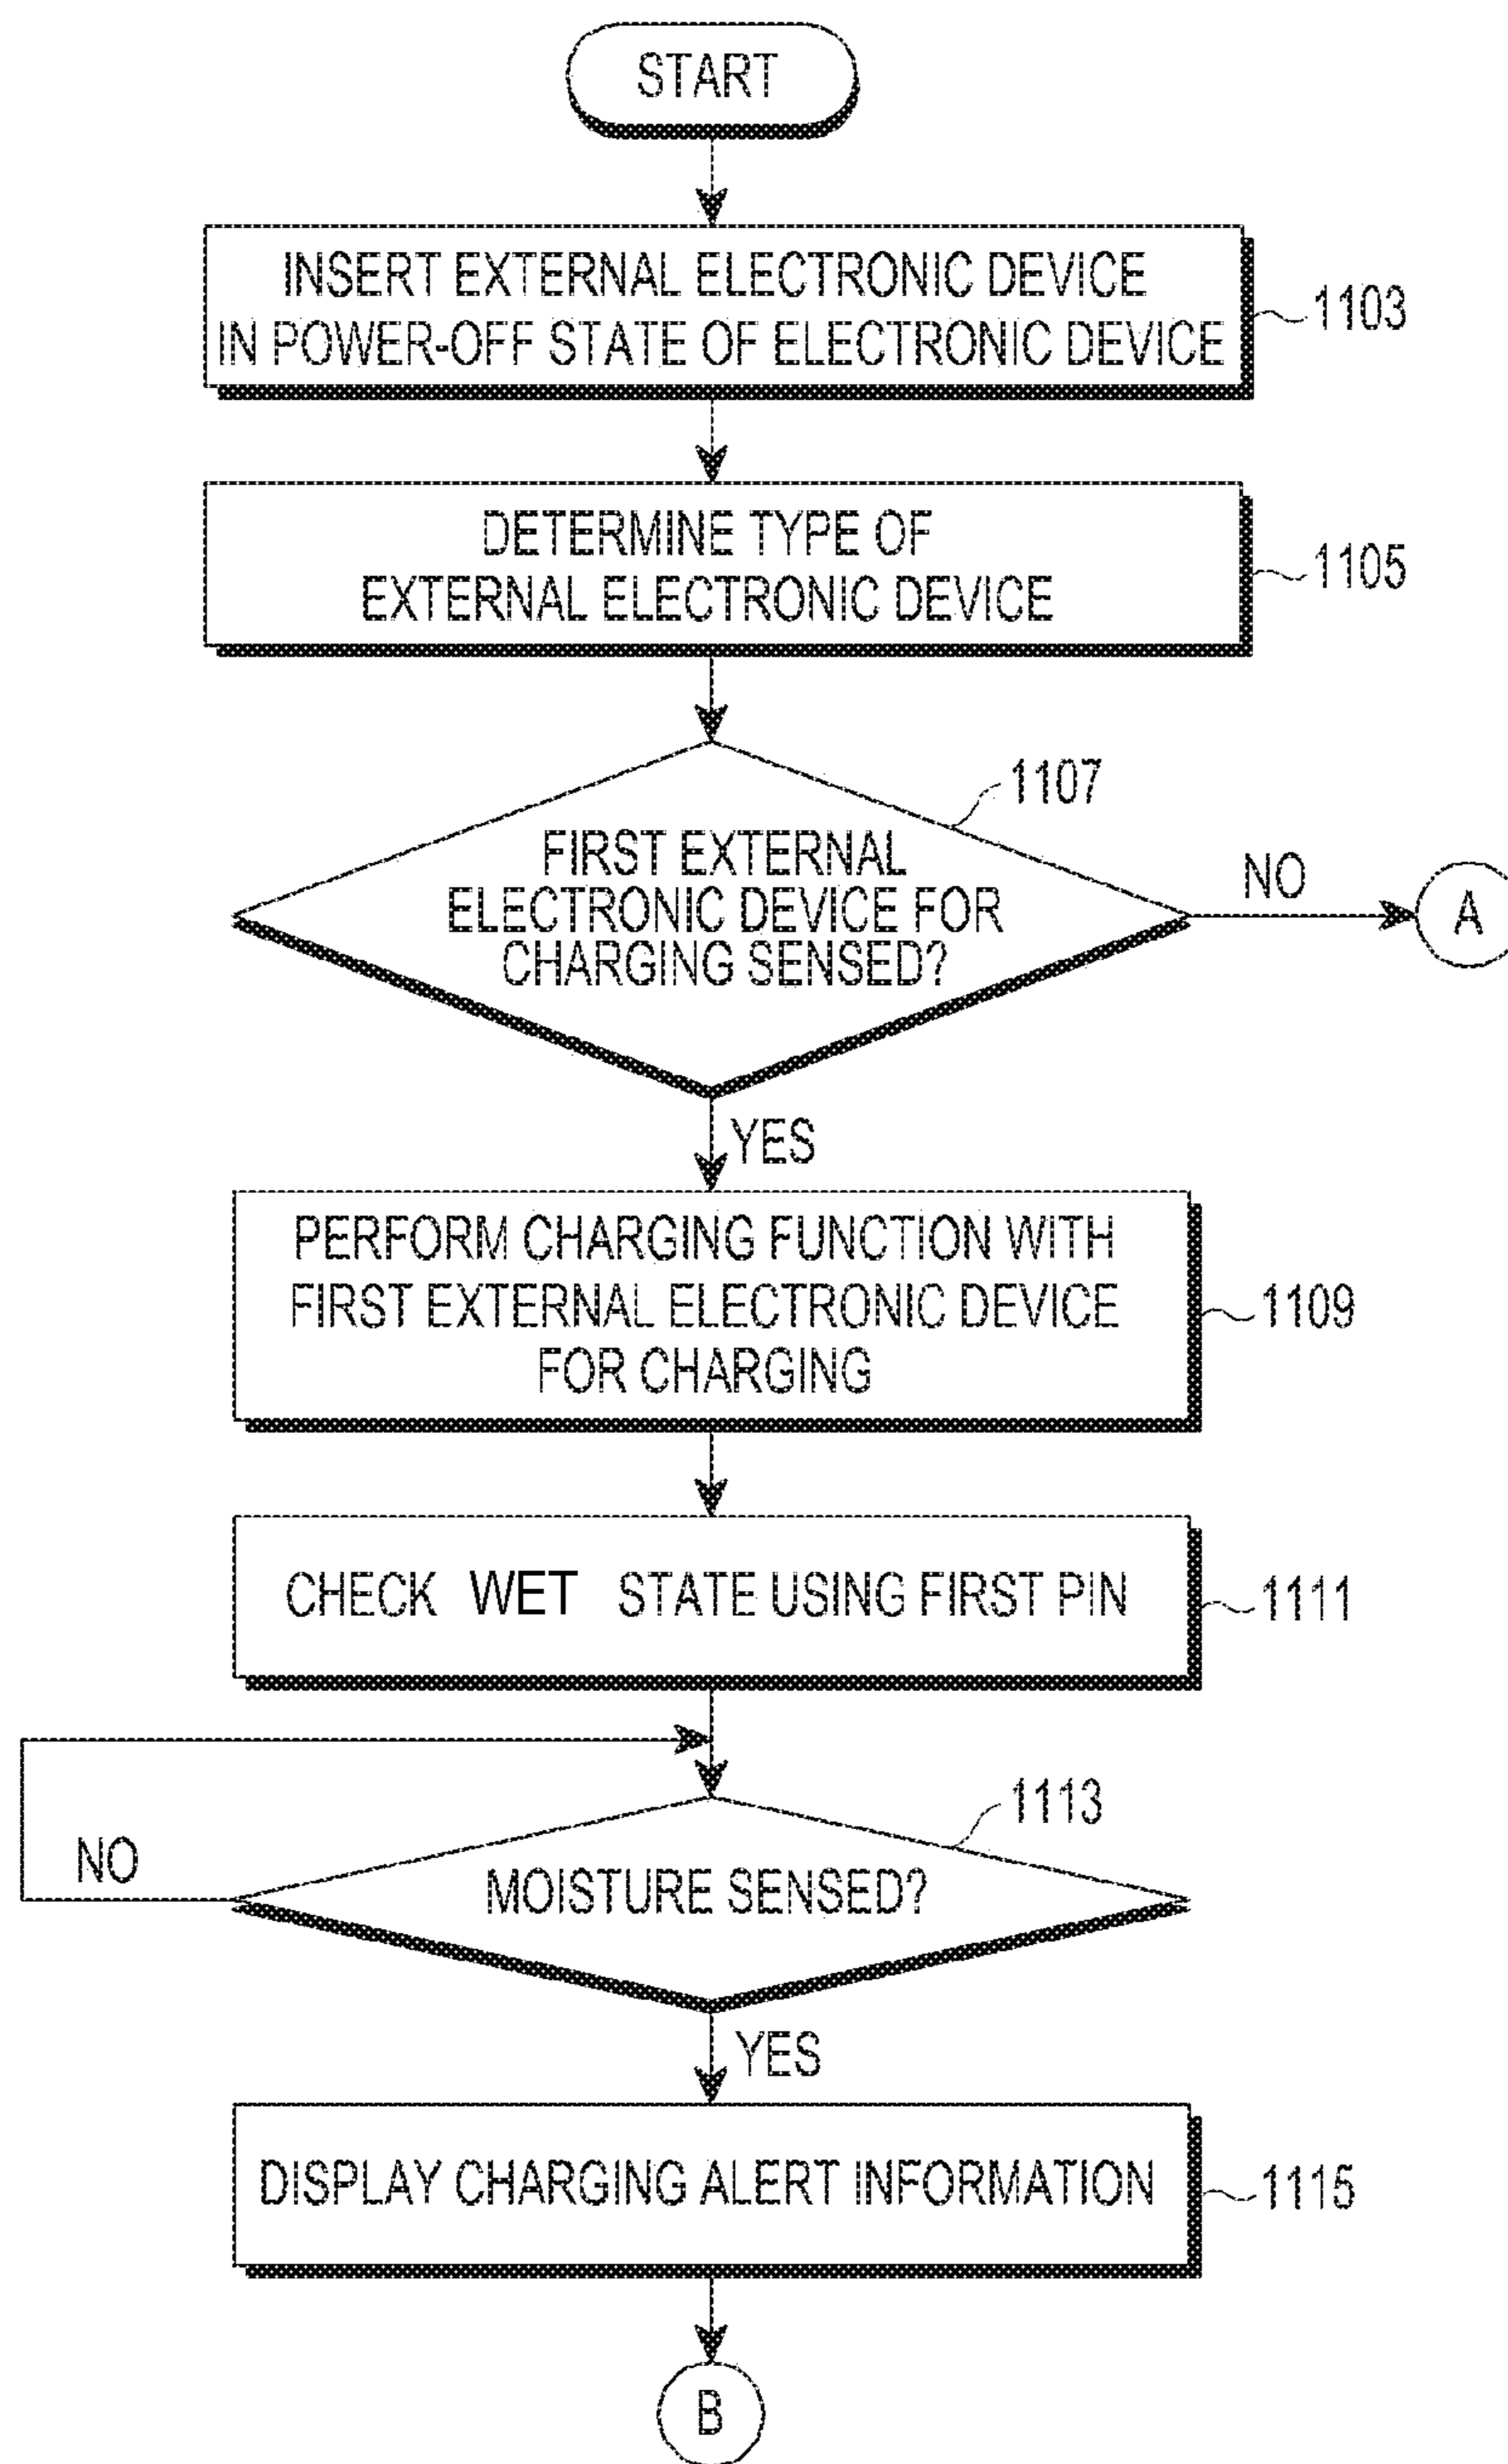 START
INSERT EXTERNAL ELECTRONIC DEVICE
IN POWER-OFF STATE OF ELECTRONIC DEVICE
1103
DETERMINE TYPE OF
EXTERNAL ELECTRONIC DEVICE
1105
1107
FIRST EXTERNAL
ELECTRONIC DEVICE FOR
CHARGING SENSED?
NO
A
YES
PERFORM CHARGING FUNCTION WITH
FIRST EXTERNAL ELECTRONIC DEVICE
FOR CHARGING
1109
CHECK WET STATE USING FIRST PIN
1111
1113
NO
MOISTURE SENSED?
YES
DISPLAY CHARGING ALERT INFORMATION
1115
B